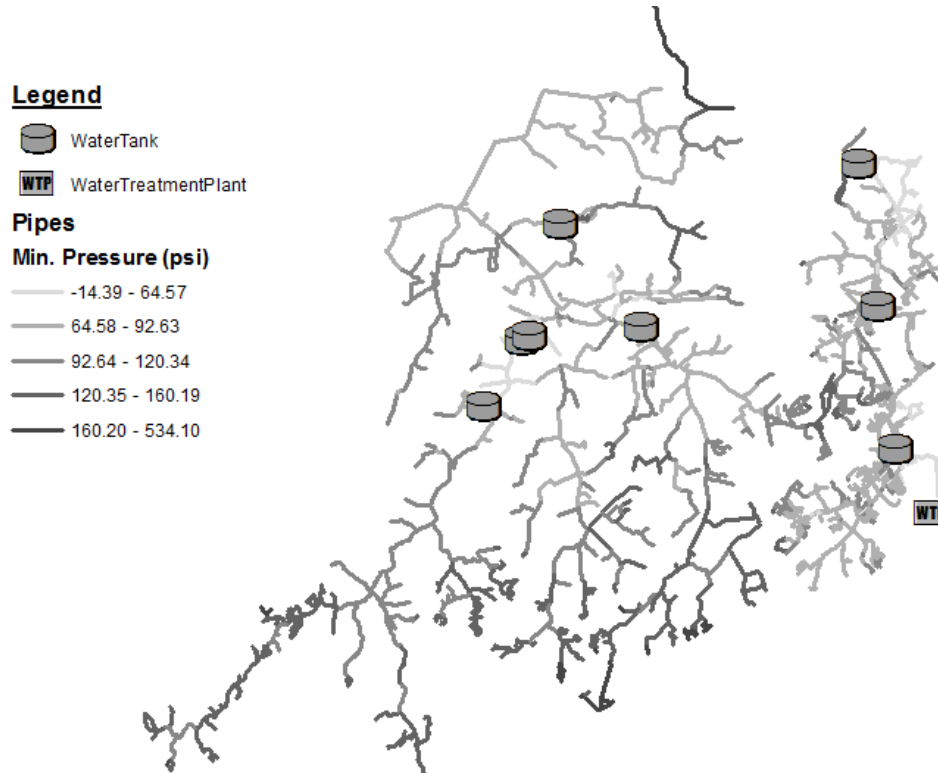 Legend
WaterTank
WTP WaterTreatmentPlant
Pipes
Min. Pressure (psi)
-14.39 - 64.57
64.58 - 92.63
92.64 - 120.34
120.35 - 160.19
160.20 - 534.10
WT